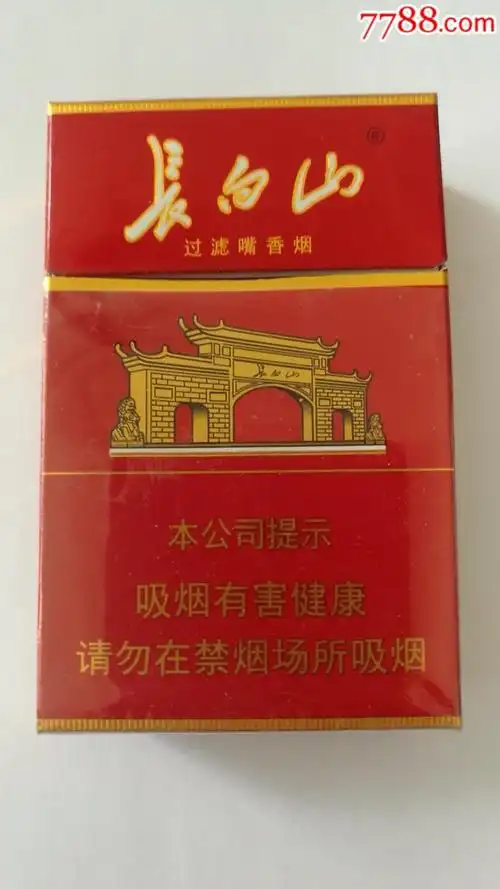 7788.com
長白山
®
过滤嘴香烟
長白山
本公司提示
吸烟有害健康
请勿在禁烟场所吸烟